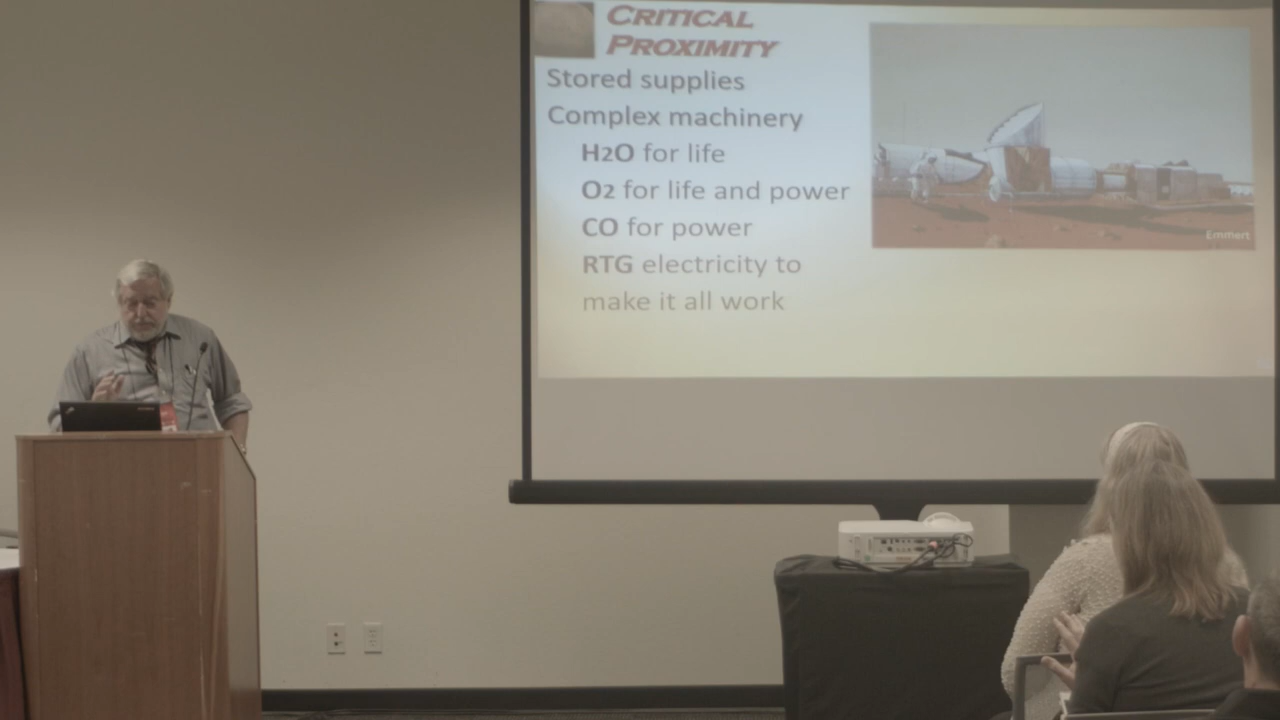 CRITICAL
PROXIMITY
Stored supplies
Complex machinery
H2O for life
O2 for life and power
CO for power
RTG electricity to
make it all work
Emmert